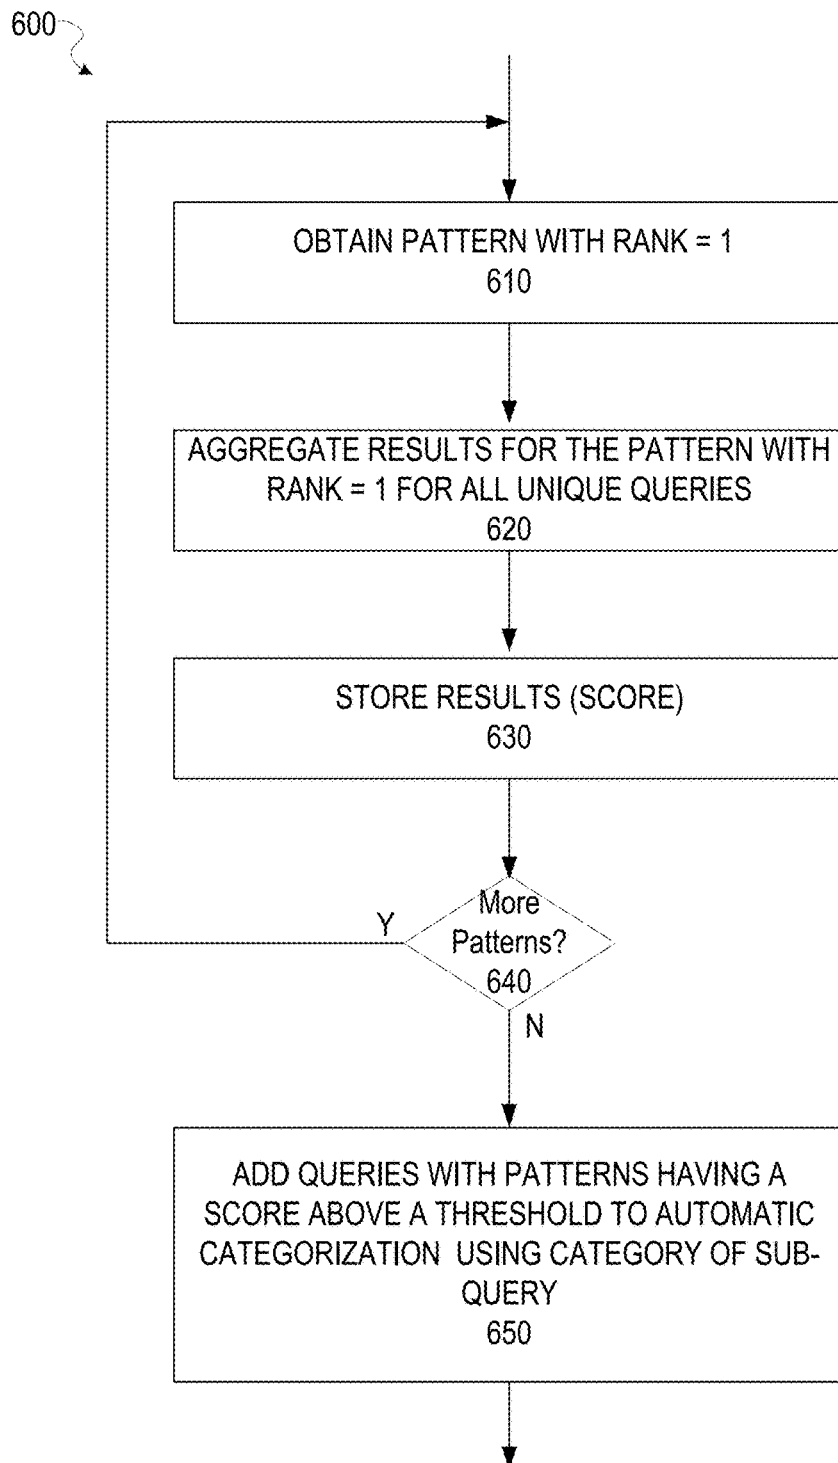 600
OBTAIN PATTERN WITH RANK = 1
610
AGGREGATE RESULTS FOR THE PATTERN WITH
RANK = 1 FOR ALL UNIQUE QUERIES
620
STORE RESULTS (SCORE)
630
More
Patterns?
640
Y
N
ADD QUERIES WITH PATTERNS HAVING A
SCORE ABOVE A THRESHOLD TO AUTOMATIC
CATEGORIZATION USING CATEGORY OF SUB-
QUERY
650